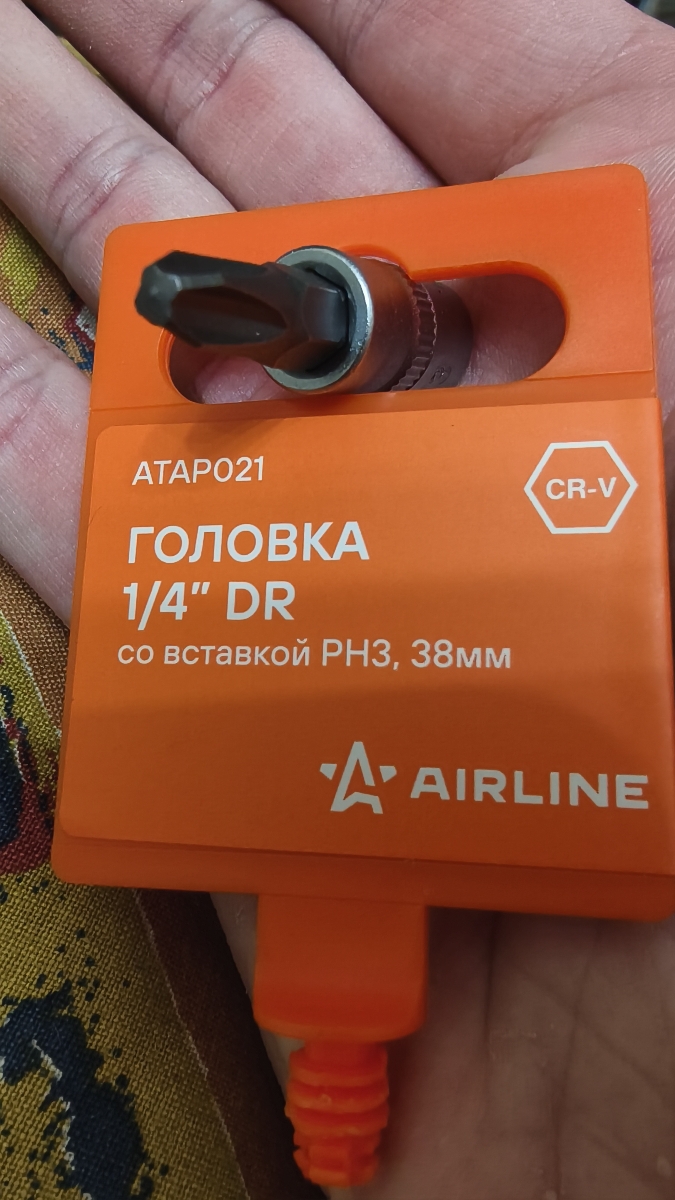 ATAP021
CR-V
ГОЛОВКА
1/4" DR
со вставкой PH3, 38мм
AIRLINE